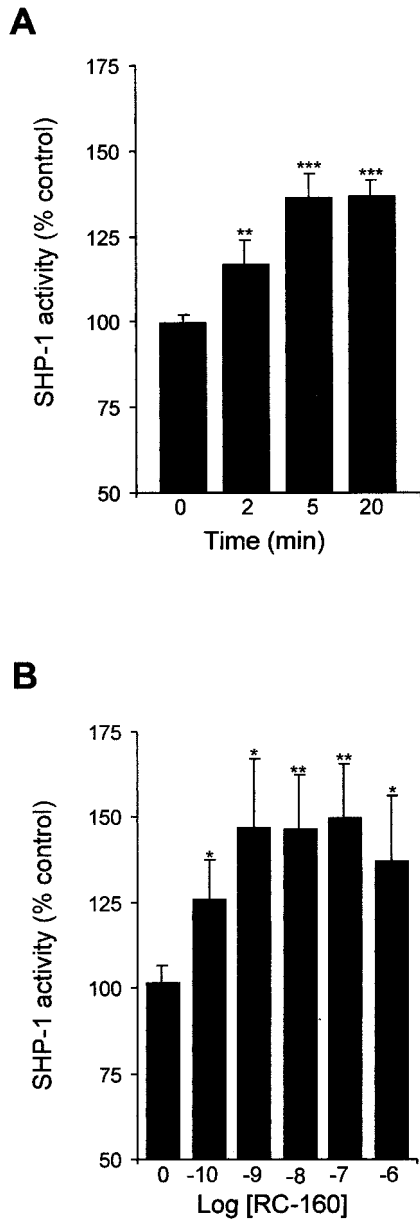 A
SHP-1 activity (% control)
175
150
125
100
75
50
**
***
***
0 2 5 20
Time (min)
B
SHP-1 activity (% control)
175
150
125
100
75
50
*
*
**
**
*
0 -10 -9 -8 -7 -6
Log [RC-160]